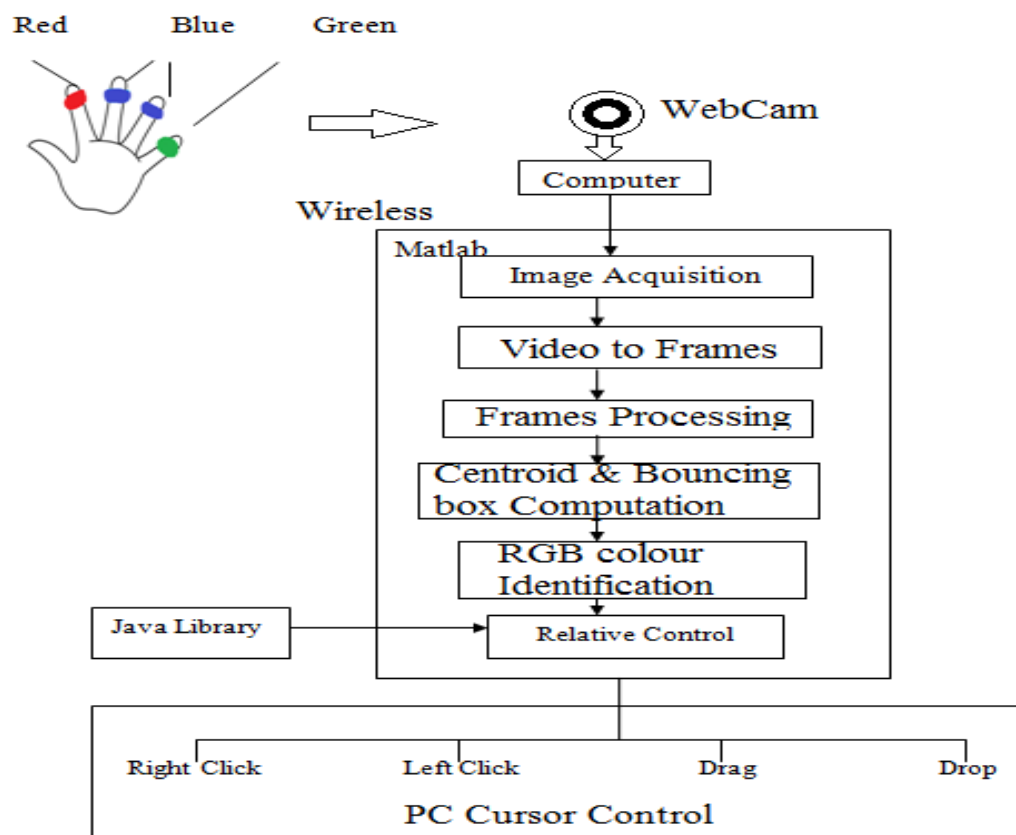 Red Blue Green
WebCam
Computer
Wireless
Matlab
Image Acquisition
Video to Frames
Frames Processing
Centroid & Bouncing
box Computation
RGB colour
Identification
Java Library
Relative Control
Right Click Left Click Drag Drop
PC Cursor Control